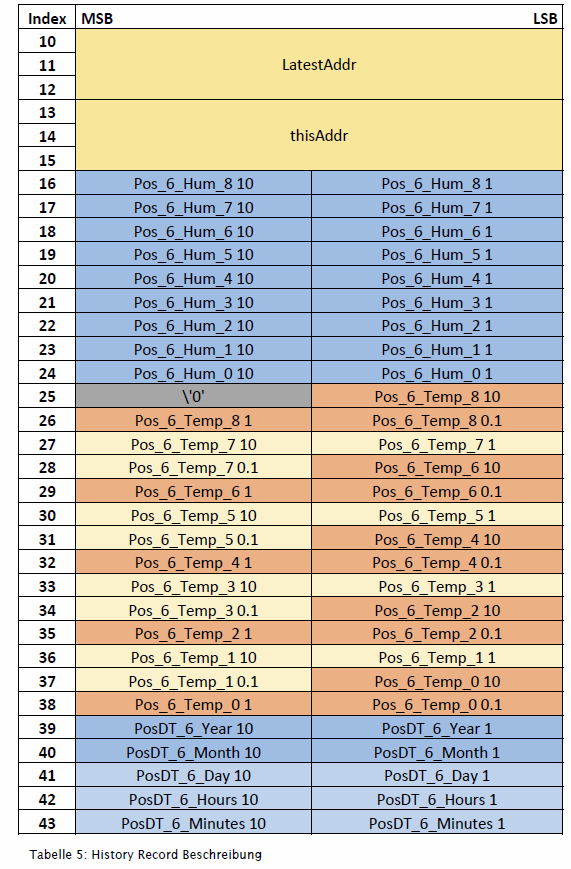 Index MSB LSB
10
11 LatestAddr
12
13
14 thisAddr
15
16 Pos_6_Hum_8 10 Pos_6_Hum_8 1
17 Pos_6_Hum_7 10 Pos_6_Hum_7 1
18 Pos_6_Hum_6 10 Pos_6_Hum_6 1
19 Pos_6_Hum_5 10 Pos_6_Hum_5 1
20 Pos_6_Hum_4 10 Pos_6_Hum_4 1
21 Pos_6_Hum_3 10 Pos_6_Hum_3 1
22 Pos_6_Hum_2 10 Pos_6_Hum_2 1
23 Pos_6_Hum_1 10 Pos_6_Hum_1 1
24 Pos_6_Hum_0 10 Pos_6_Hum_0 1
25 \'0' Pos_6_Temp_8 10
26 Pos_6_Temp_8 1 Pos_6_Temp_8 0.1
27 Pos_6_Temp_7 10 Pos_6_Temp_7 1
28 Pos_6_Temp_7 0.1 Pos_6_Temp_6 10
29 Pos_6_Temp_6 1 Pos_6_Temp_6 0.1
30 Pos_6_Temp_5 10 Pos_6_Temp_5 1
31 Pos_6_Temp_5 0.1 Pos_6_Temp_4 10
32 Pos_6_Temp_4 1 Pos_6_Temp_4 0.1
33 Pos_6_Temp_3 10 Pos_6_Temp_3 1
34 Pos_6_Temp_3 0.1 Pos_6_Temp_2 10
35 Pos_6_Temp_2 1 Pos_6_Temp_2 0.1
36 Pos_6_Temp_1 10 Pos_6_Temp_1 1
37 Pos_6_Temp_1 0.1 Pos_6_Temp_0 10
38 Pos_6_Temp_0 1 Pos_6_Temp_0 0.1
39 PosDT_6_Year 10 PosDT_6_Year 1
40 PosDT_6_Month 10 PosDT_6_Month 1
41 PosDT_6_Day 10 PosDT_6_Day 1
42 PosDT_6_Hours 10 PosDT_6_Hours 1
43 PosDT_6_Minutes 10 PosDT_6_Minutes 1
Tabelle 5: History Record Beschreibung